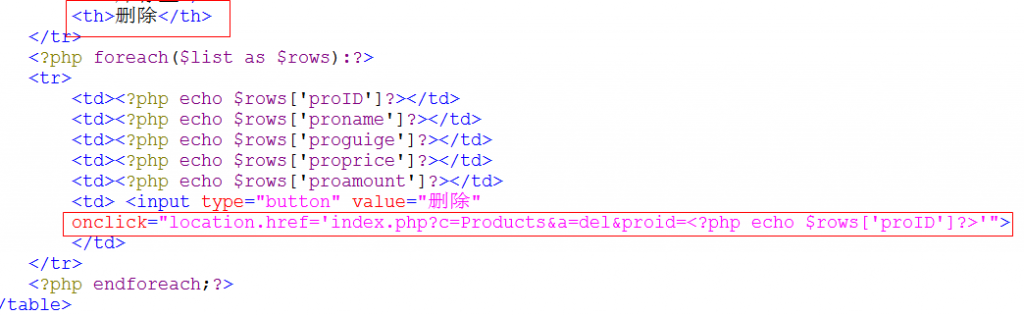 <th>删除</th>
</tr>
<?php foreach($list as $rows):?>
<tr>
<td><?php echo $rows['proID']?></td>
<td><?php echo $rows['proname']?></td>
<td><?php echo $rows['proguige']?></td>
<td><?php echo $rows['proprice']?></td>
<td><?php echo $rows['proamount']?></td>
<td> <input type="button" value="删除"
onclick="location.href='index.php?c=Products&a=del&proid=<?php echo $rows['proID']?>'">
</td>
</tr>
<?php endforeach;?>
/table>